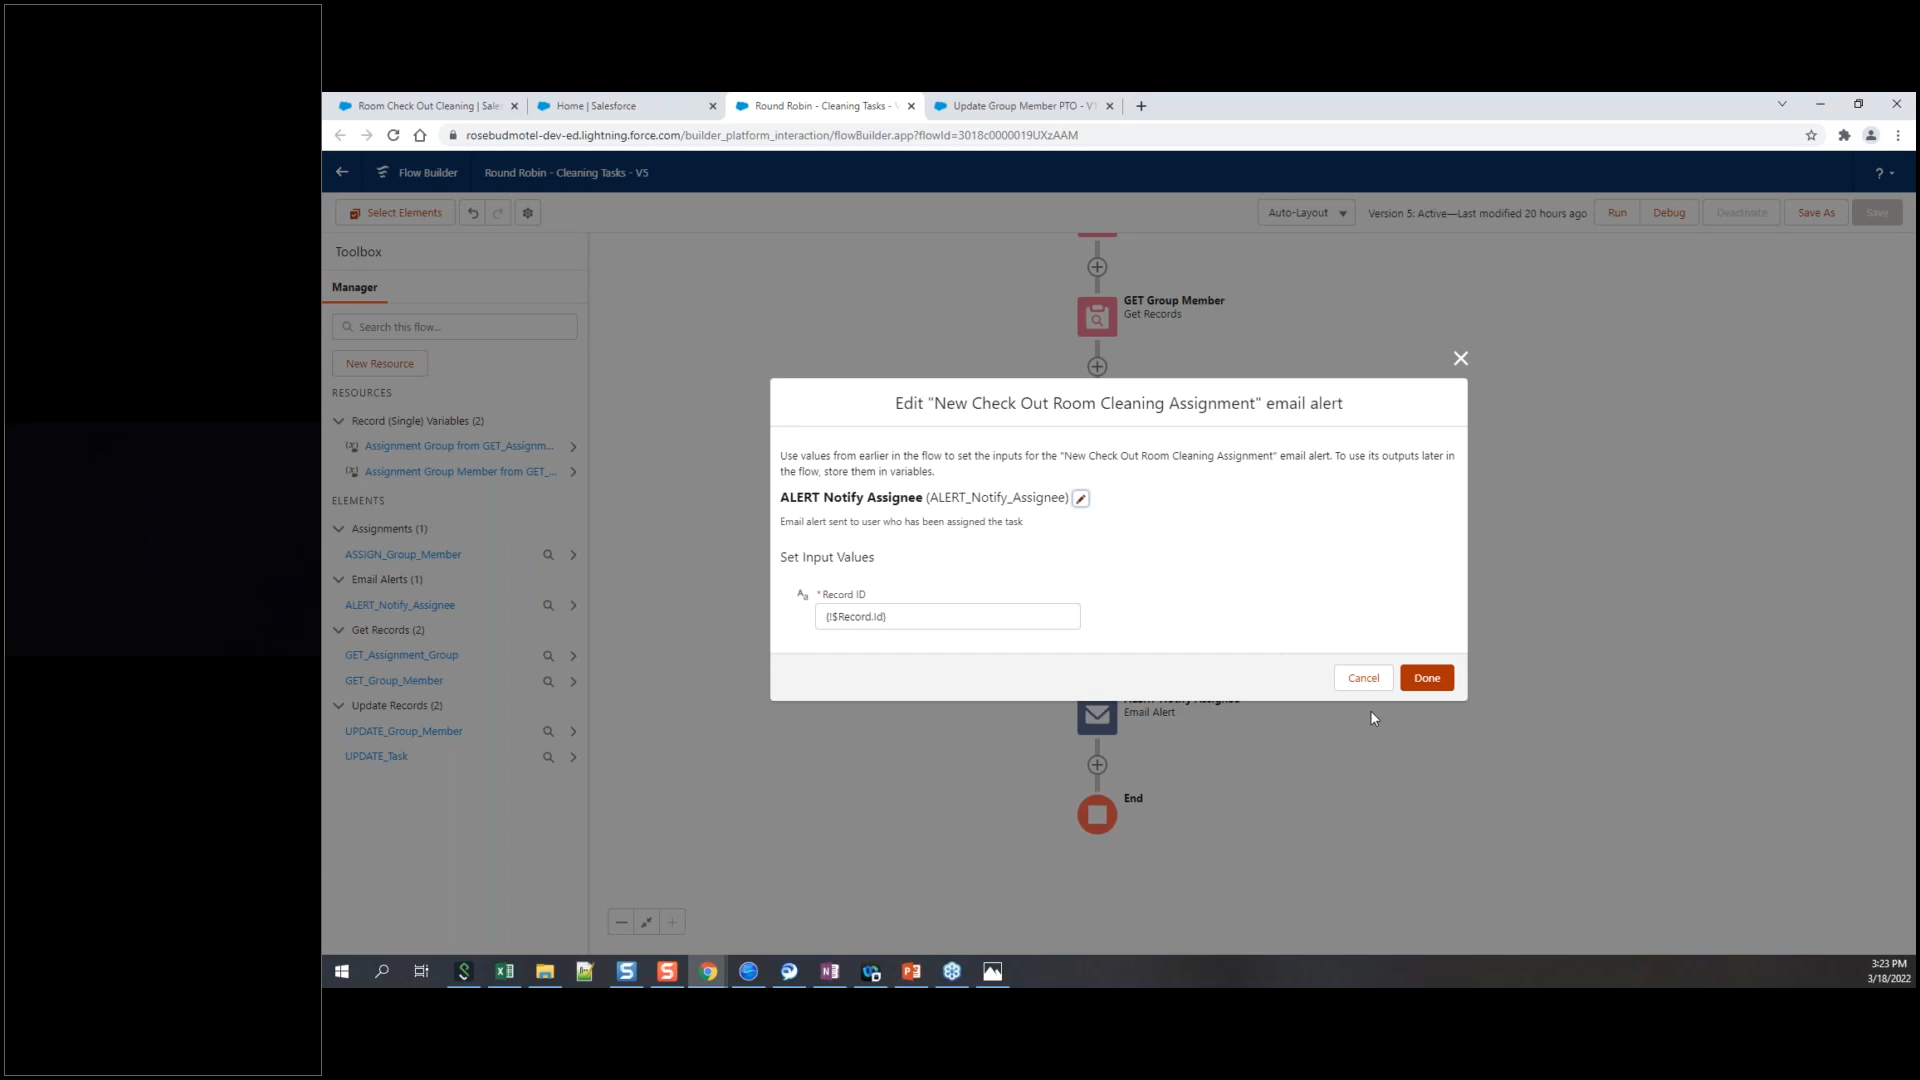 Room Check Out Cleaning | Sale
Home | Salesforce
Round Robin - Cleaning Tasks - V
Update Group Member PTO - V1
rosebudmotel-dev-ed.lightning.force.com/builder_platform_interaction/flowBuilder.app?flowId=3018c0000019UXzAAM
Flow Builder
Round Robin - Cleaning Tasks - V5
?
Select Elements
Auto-Layout
Version 5: Active—Last modified 20 hours ago
Run
Debug
Deactivate
Save As
Save
Toolbox
Manager
Search this flow...
New Resource
RESOURCES
Record (Single) Variables (2)
Assignment Group from GET_Assignm...
Assignment Group Member from GET_...
ELEMENTS
Assignments (1)
ASSIGN_Group_Member
Email Alerts (1)
ALERT_Notify_Assignee
Get Records (2)
GET_Assignment_Group
GET_Group_Member
Update Records (2)
UPDATE_Group_Member
UPDATE_Task
GET Group Member
Get Records
Edit "New Check Out Room Cleaning Assignment" email alert
Use values from earlier in the flow to set the inputs for the "New Check Out Room Cleaning Assignment" email alert. To use its outputs later in
the flow, store them in variables.
ALERT Notify Assignee (ALERT_Notify_Assignee)
Email alert sent to user who has been assigned the task
Set Input Values
Aa * Record ID
{!$Record.Id}
Cancel
Done
Email Alert
End
3:23 PM
3/18/2022